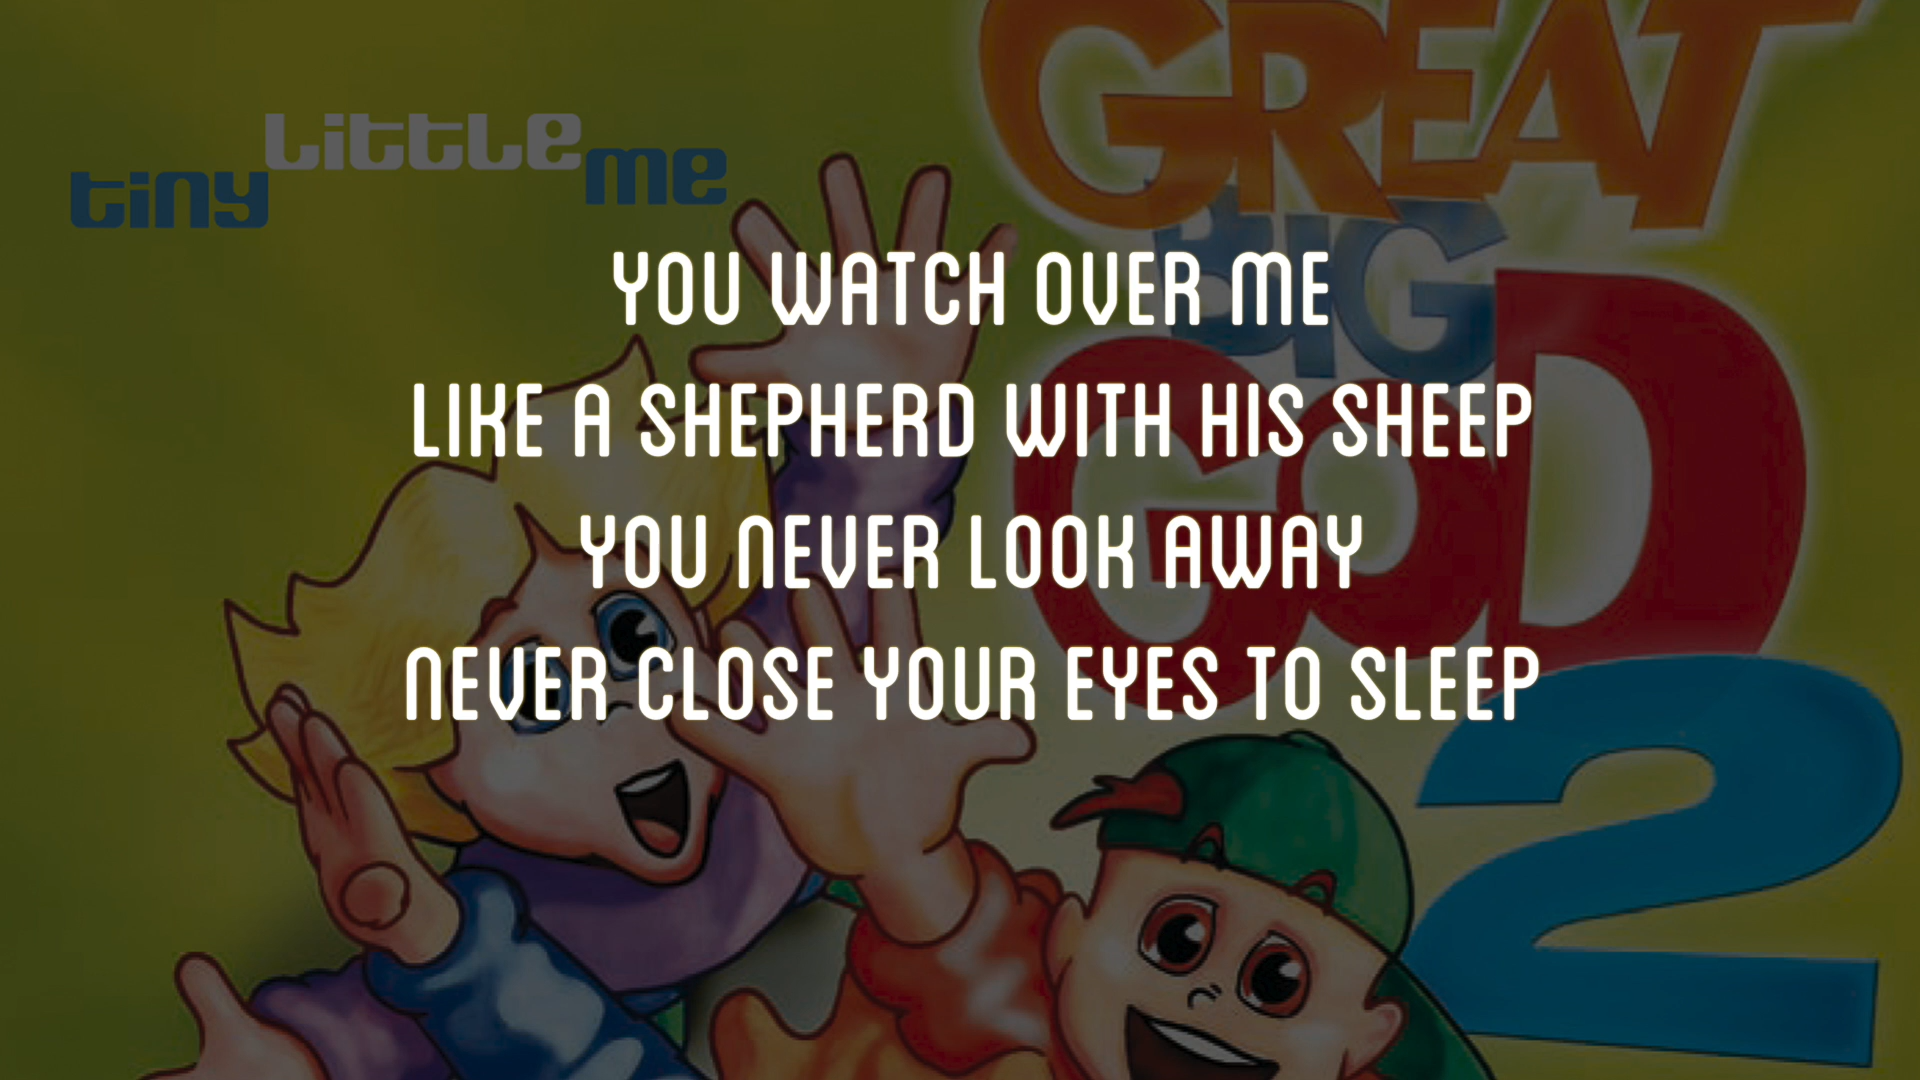 tiny Little me
GREAT
BIG
GOD
2
YOU WATCH OVER ME
LIKE A SHEPHERD WITH HIS SHEEP
YOU NEVER LOOK AWAY
NEVER CLOSE YOUR EYES TO SLEEP